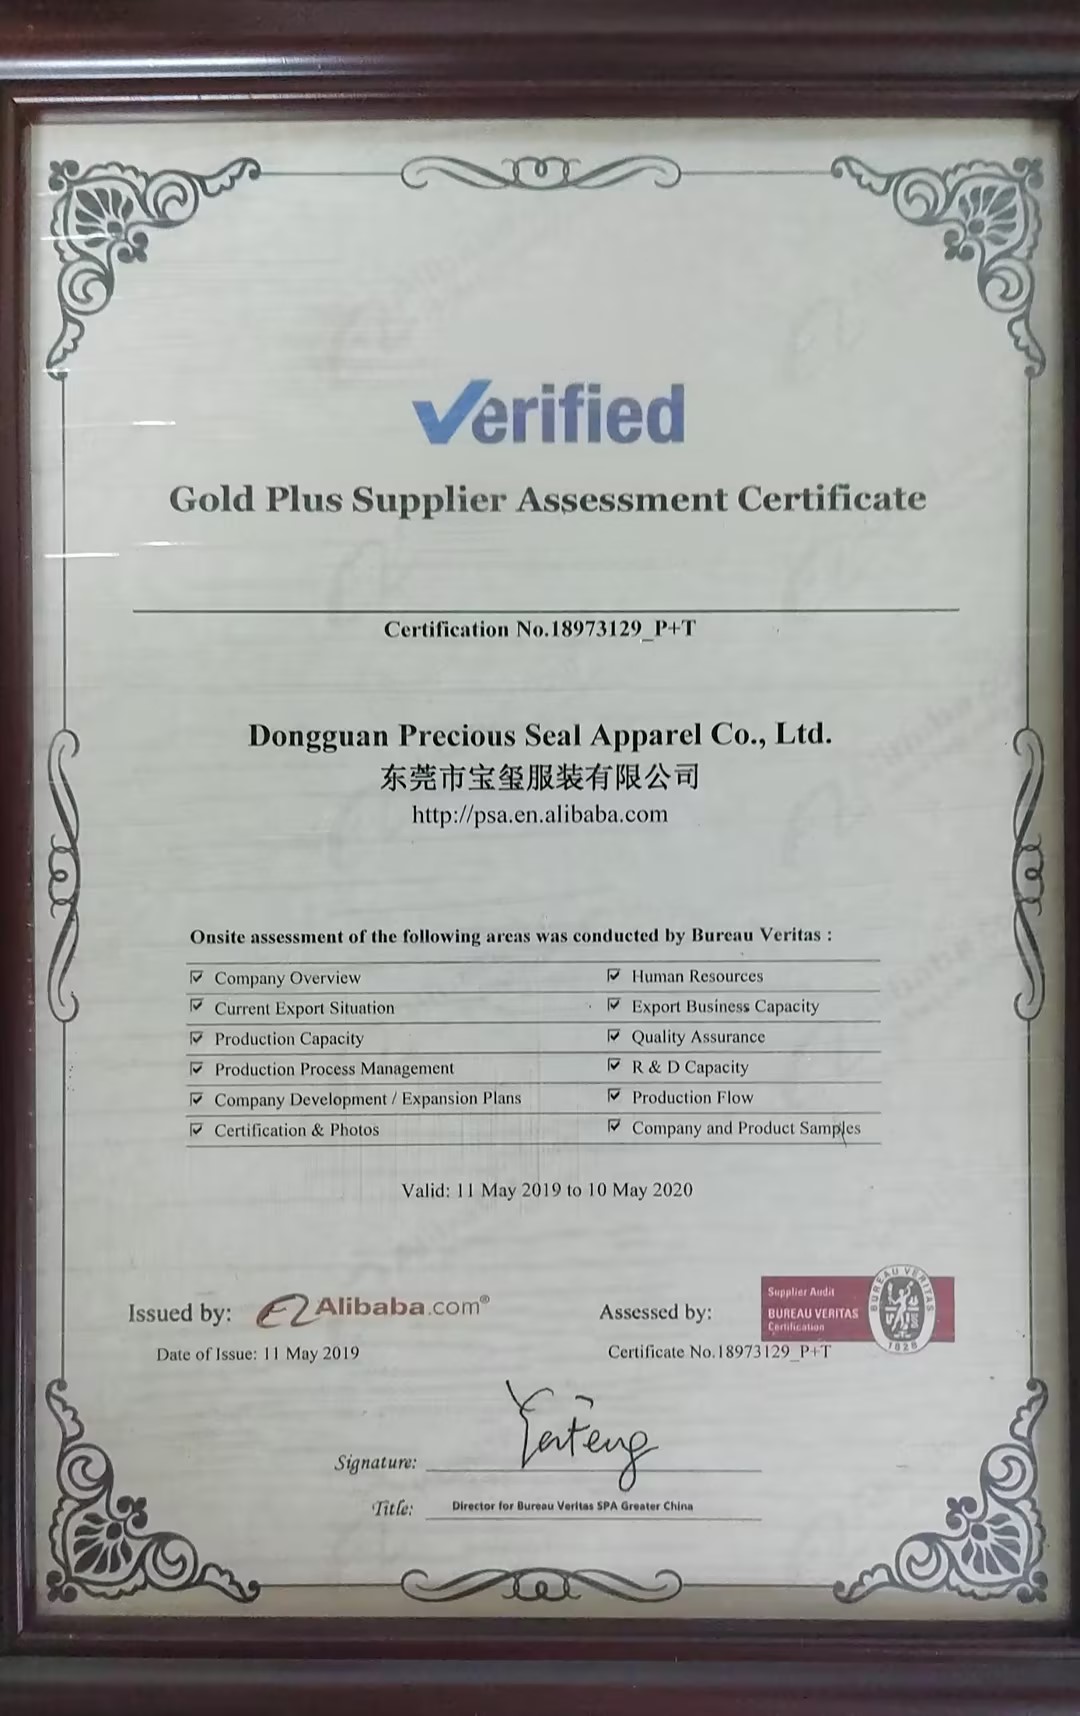 Verified
Gold Plus Supplier Assessment Certificate
Certification No.18973129_P+T
Dongguan Precious Seal Apparel Co., Ltd.
东莞市宝玺服装有限公司
http://psa.en.alibaba.com
Onsite assessment of the following areas was conducted by Bureau Veritas :
Company Overview Human Resources
Current Export Situation Export Business Capacity
Production Capacity Quality Assurance
Production Process Management R & D Capacity
Company Development / Expansion Plans Production Flow
Certification & Photos Company and Product Samples
Valid: 11 May 2019 to 10 May 2020
Issued by: Alibaba.com®
Date of Issue: 11 May 2019
Assessed by:
Supplier Audit
BUREAU VERITAS
Certification
BUREAU VERITAS
1828
Certificate No.18973129_P+T
Signature:
Title: Director for Bureau Veritas SPA Greater China